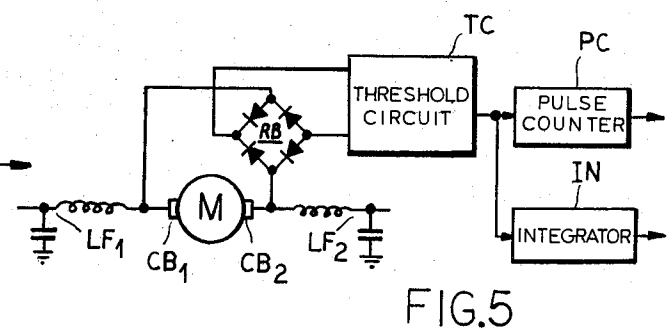 TC
PC
THRESHOLD
CIRCUIT
PULSE
COUNTER
RB
IN
INTEGRATOR
M
LF1
CB1
CB2
LF2
FIG.5